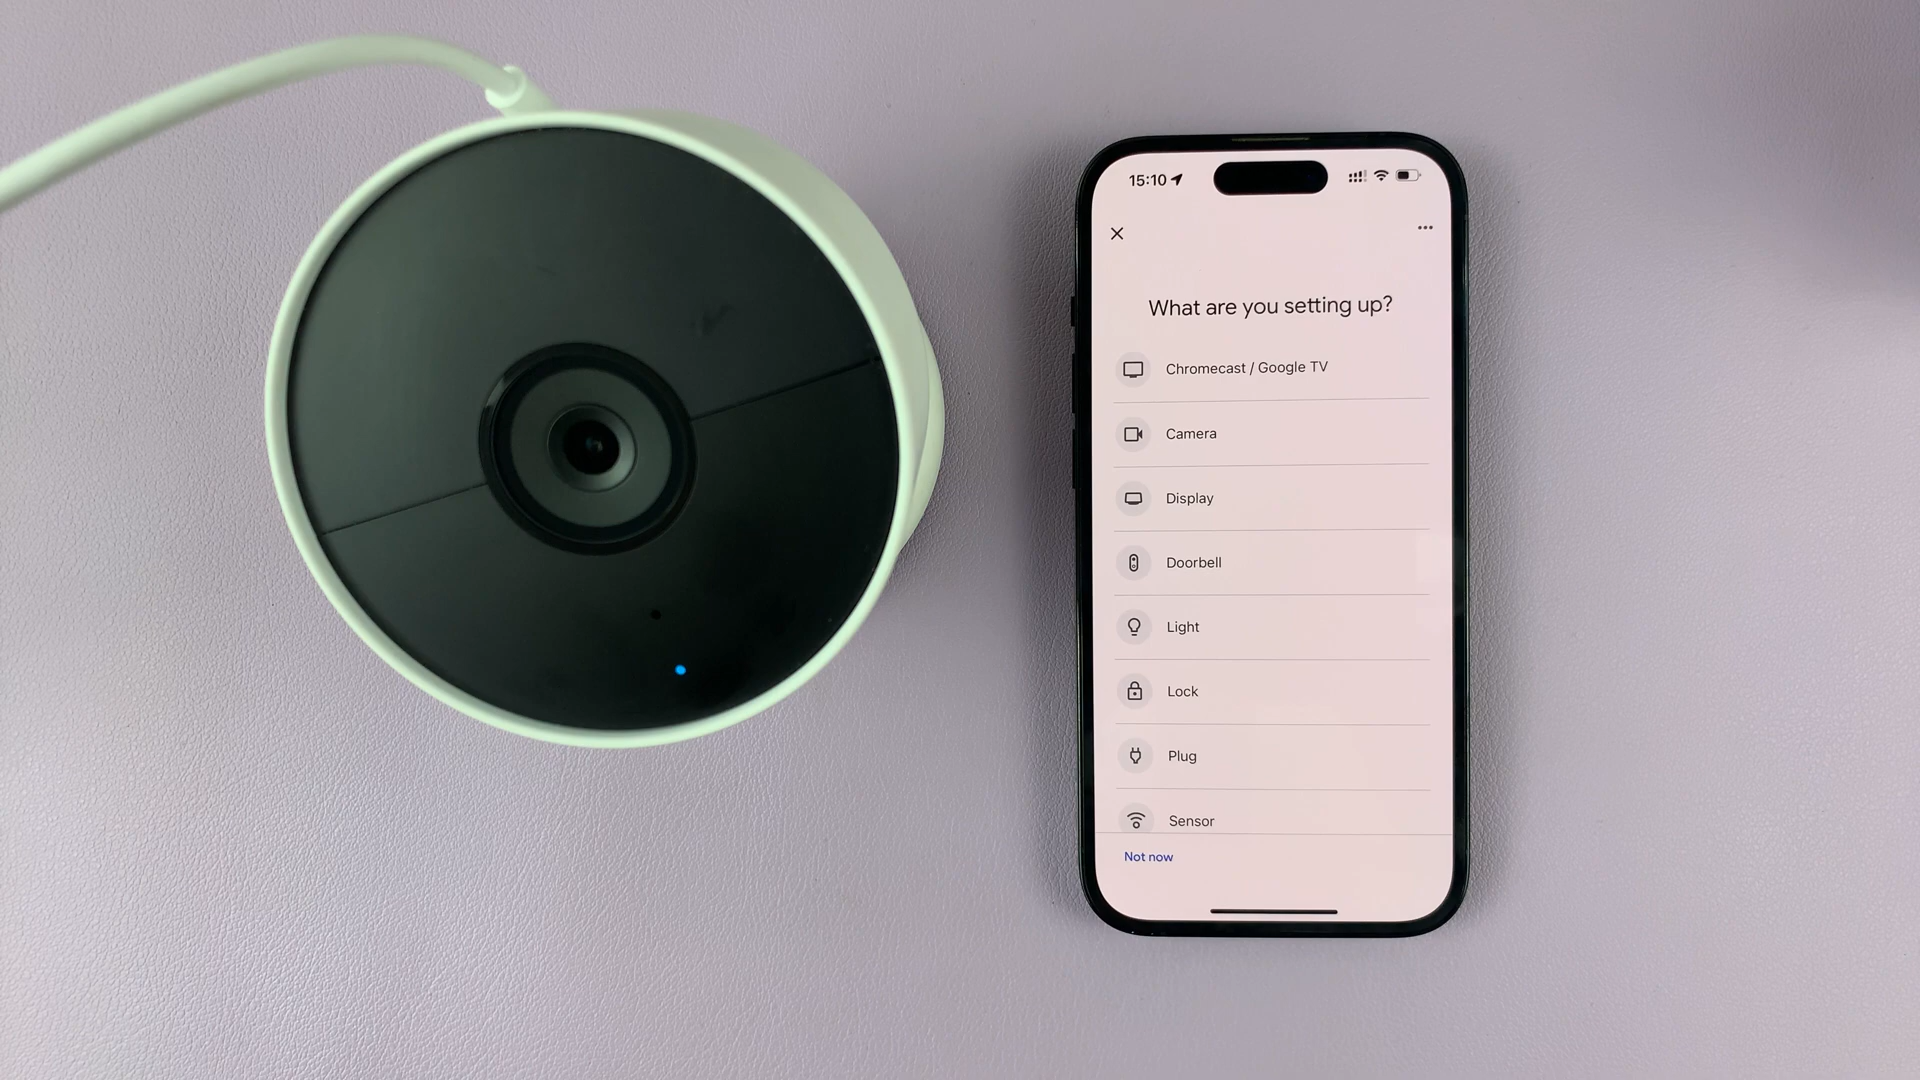 15:10
What are you setting up?
Chromecast / Google TV
Camera
Display
Doorbell
Light
Lock
Plug
Sensor
Not now